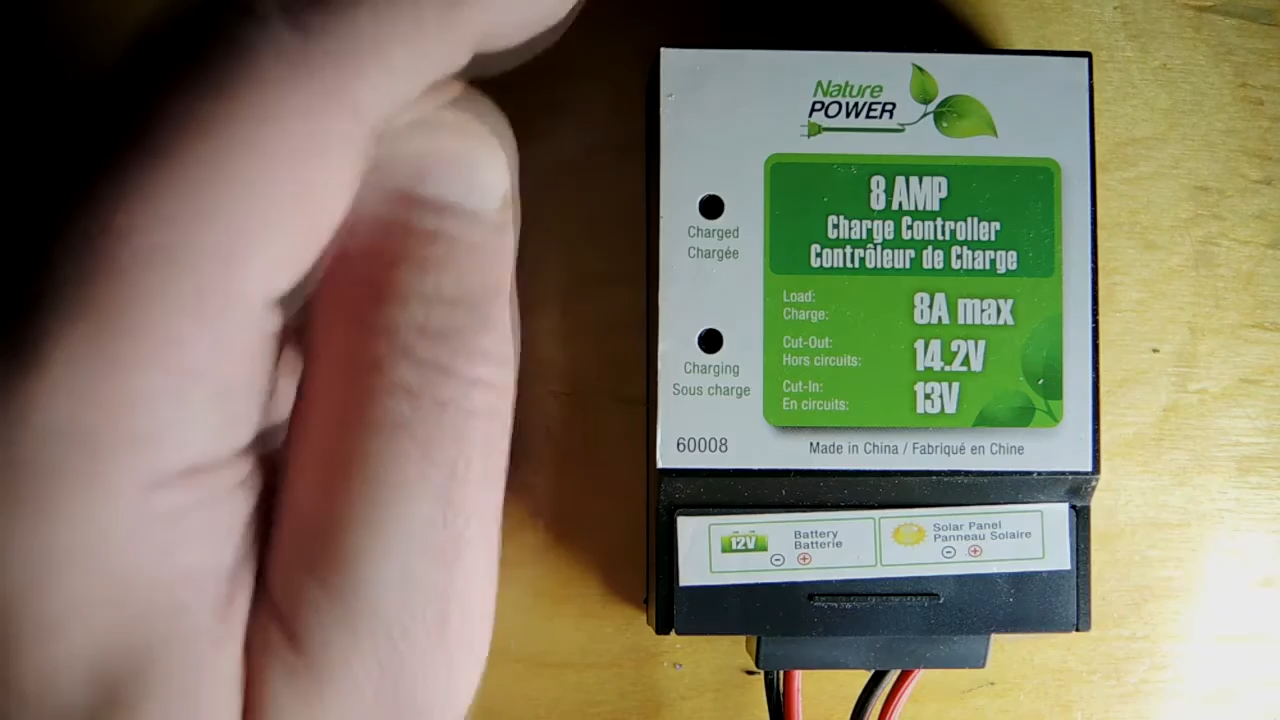 Nature
POWER
8 AMP
Charge Controller
Contrôleur de Charge
Charged
Chargée
Load:
Charge:
8A max
Cut-Out:
Hors circuits:
14.2V
Charging
Sous charge
Cut-In:
En circuits:
13V
60008
Made in China / Fabriqué en Chine
12V
Battery
Batterie
Solar Panel
Panneau Solaire